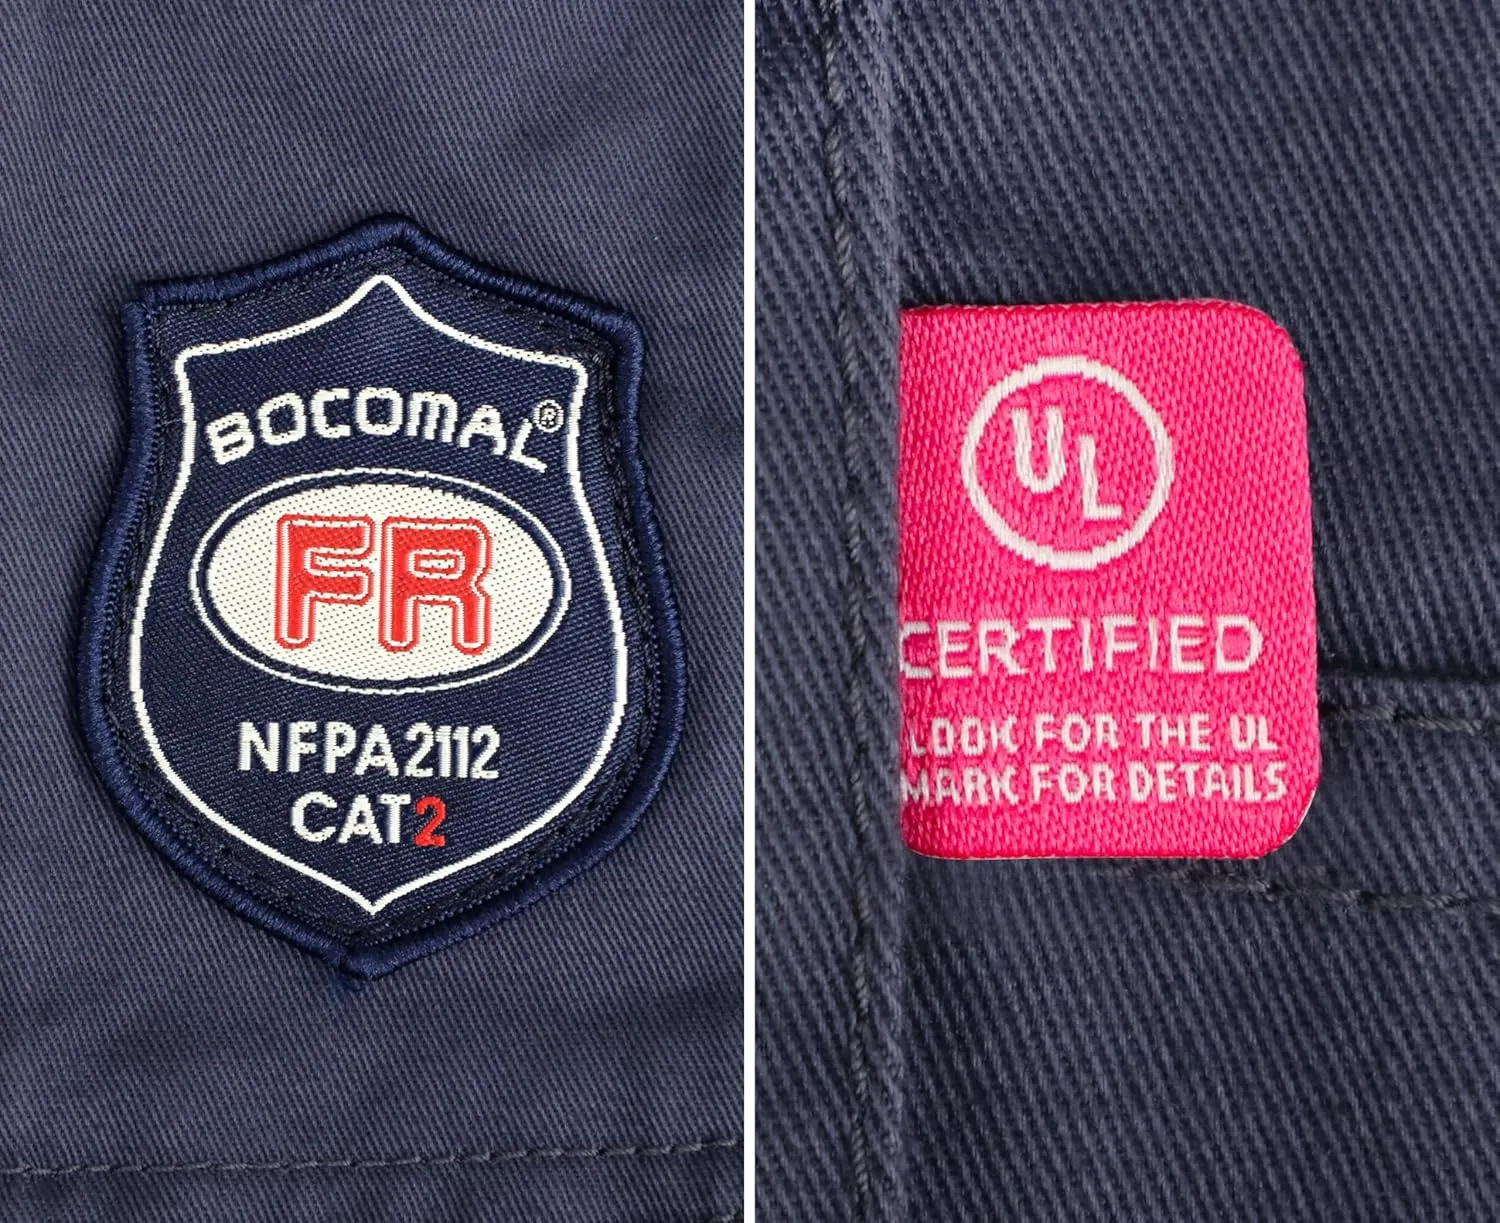 BOCOMAL®
FR
NFPA2112
CAT2
UL
CERTIFIED
LOOK FOR THE UL
MARK FOR DETAILS